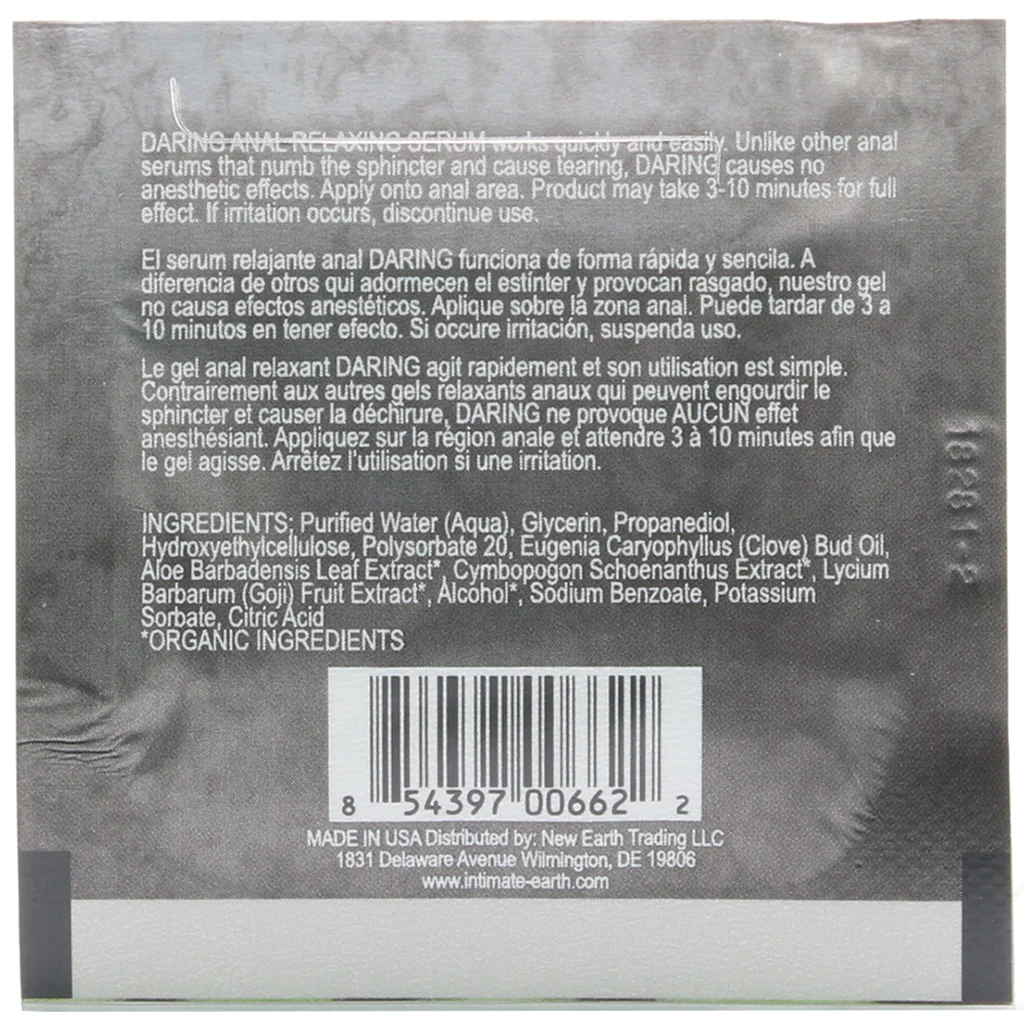 DARING ANAL RELAXING SERUM works quickly and easily. Unlike other anal
serums that numb the sphincter and cause tearing, DARING causes no
anesthetic effects. Apply onto anal area. Product may take 3-10 minutes for full
effect. If irritation occurs, discontinue use.
El serum relajante anal DARING funciona de forma rápida y sencila. A
diferencia de otros qui adormecen el estínter y provocan rasgado, nuestro gel
no causa efectos anestéticos. Aplique sobre la zona anal. Puede tardar de 3 a
10 minutos en tener efecto. Si occure irritación, suspenda uso.
Le gel anal relaxant DARING agit rapidement et son utilisation est simple.
Contrairement aux autres gels relaxants anaux qui peuvent engourdir le
sphincter et causer la déchirure, DARING ne provoque AUCUN effet
anesthésiant. Appliquez sur la région anale et attendre 3 à 10 minutes afin que
le gel agisse. Arrêtez l'utilisation si une irritation.
INGREDIENTS: Purified Water (Aqua), Glycerin, Propanediol,
Hydroxyethylcellulose, Polysorbate 20, Eugenia Caryophyllus (Clove) Bud Oil,
Aloe Barbadensis Leaf Extract*, Cymbopogon Schoenanthus Extract*, Lycium
Barbarum (Goji) Fruit Extract*, Alcohol*, Sodium Benzoate, Potassium
Sorbate, Citric Acid
*ORGANIC INGREDIENTS
18281-2
8 54397 00662 2
MADE IN USA Distributed by: New Earth Trading LLC
1831 Delaware Avenue Wilmington, DE 19806
www.intimate-earth.com